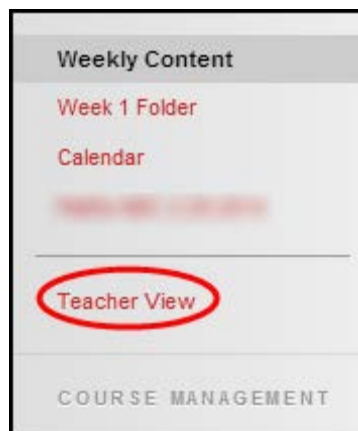 Weekly Content
Week 1 Folder
Calendar
Teacher View
COURSE MANAGEMENT